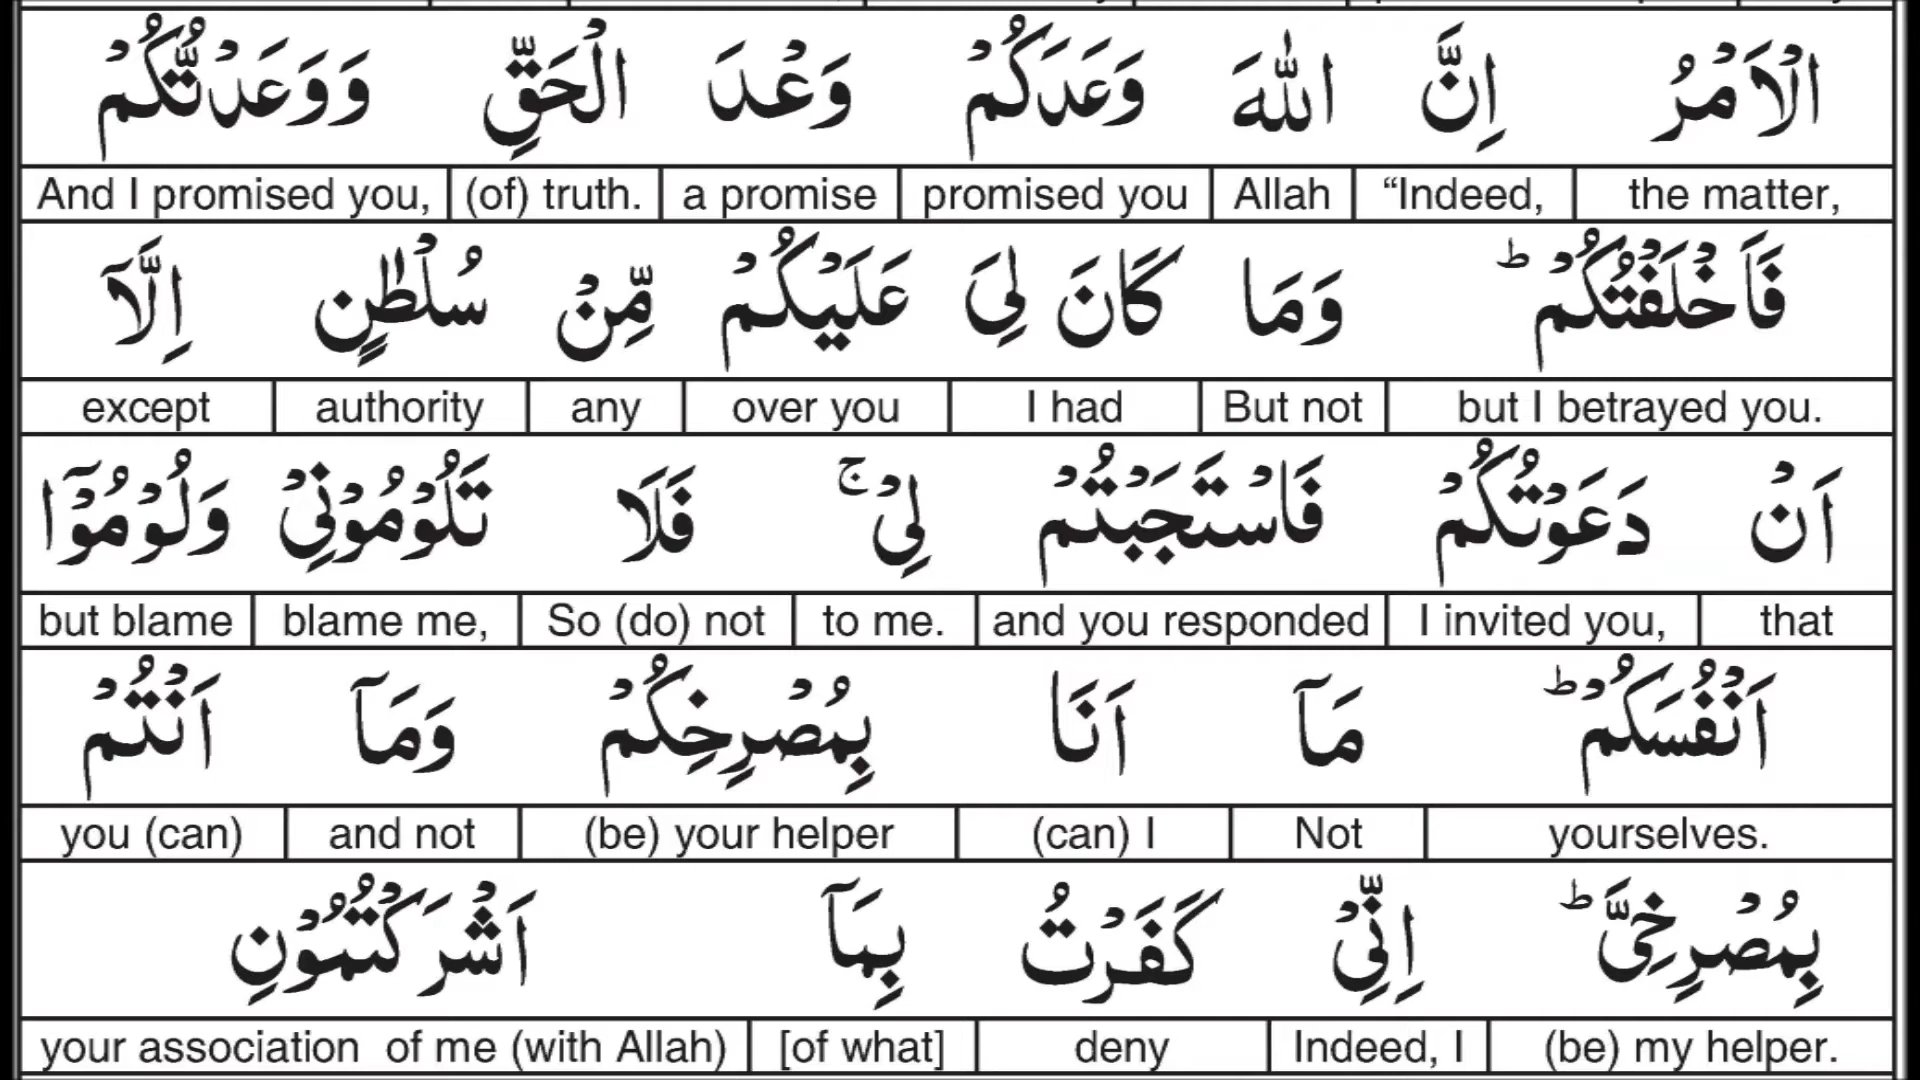 الۡاَمۡرُ اِنَّ اللّٰهَ وَعَدَكُمۡ وَعۡدَ الۡحَقِّ وَوَعَدۡتُّكُمۡ
the matter, “Indeed, Allah promised you a promise (of) truth. And I promised you,
فَاَخۡلَفۡتُكُمۡ ؕ وَمَا كَانَ لِىَ عَلَيۡكُمۡ مِّنۡ سُلۡطٰنٍ اِلَّاۤ
but I betrayed you. But not I had over you any authority except
اَنۡ دَعَوۡتُكُمۡ فَاسۡتَجَبۡتُمۡ لِىۡ ۚ فَلَا تَلُوۡمُوۡنِىۡ وَلُوۡمُوۡۤا
that I invited you, and you responded to me. So (do) not blame me, but blame
اَنۡفُسَكُمۡ ؕ مَاۤ اَنَا بِمُصۡرِخِكُمۡ وَمَاۤ اَنۡتُمۡ
yourselves. Not (can) I (be) your helper and not you (can)
بِمُصۡرِخِىَّ ؕ اِنِّىۡ كَفَرۡتُ بِمَاۤ اَشۡرَكۡتُمُوۡنِ
(be) my helper. Indeed, I deny [of what] your association of me (with Allah)